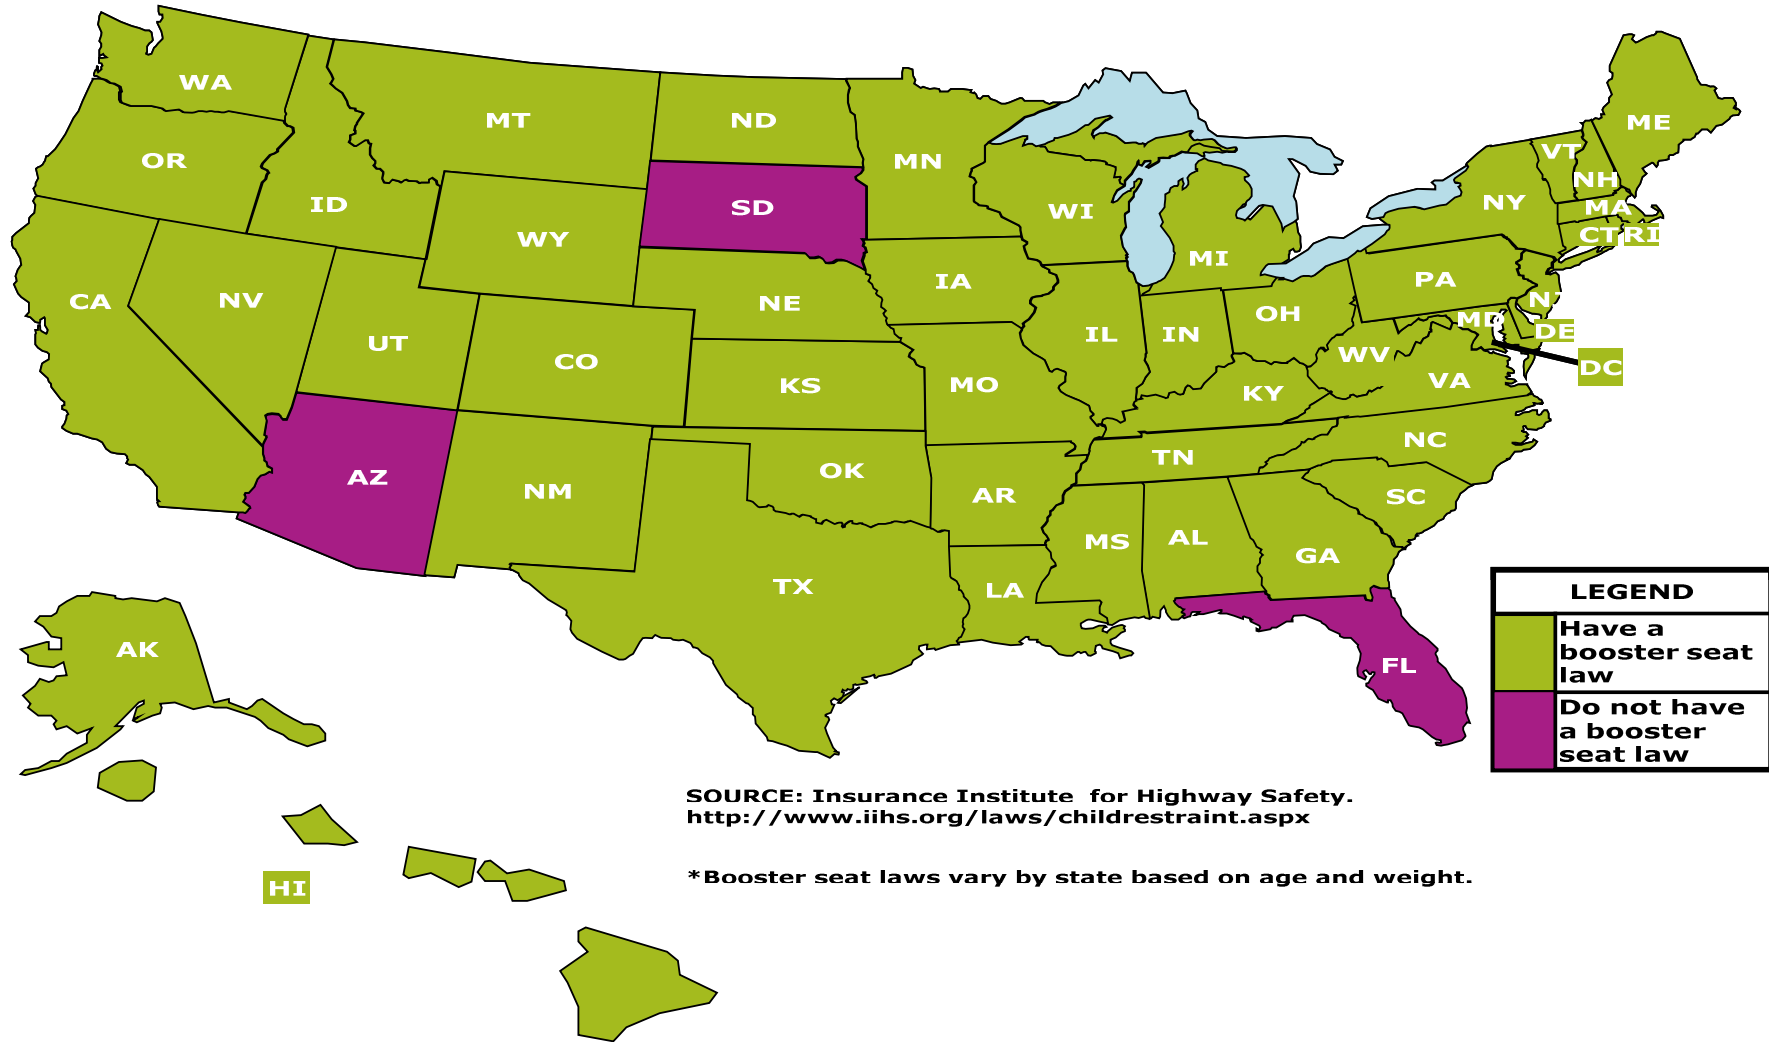 WA
MT
ND
MN
ME
OR
ID
SD
WI
VT
NH
NY
MA
WY
MI
CT
RI
CA
NV
NE
IA
PA
NJ
UT
CO
KS
MO
IL
IN
OH
MD
DE
WV
VA
DC
KY
AZ
NM
OK
AR
TN
NC
SC
TX
LA
MS
AL
GA
FL
AK
HI
LEGEND
Have a
booster seat
law
Do not have
a booster
seat law
SOURCE: Insurance Institute for Highway Safety.
http://www.iihs.org/laws/childrestraint.aspx
*Booster seat laws vary by state based on age and weight.